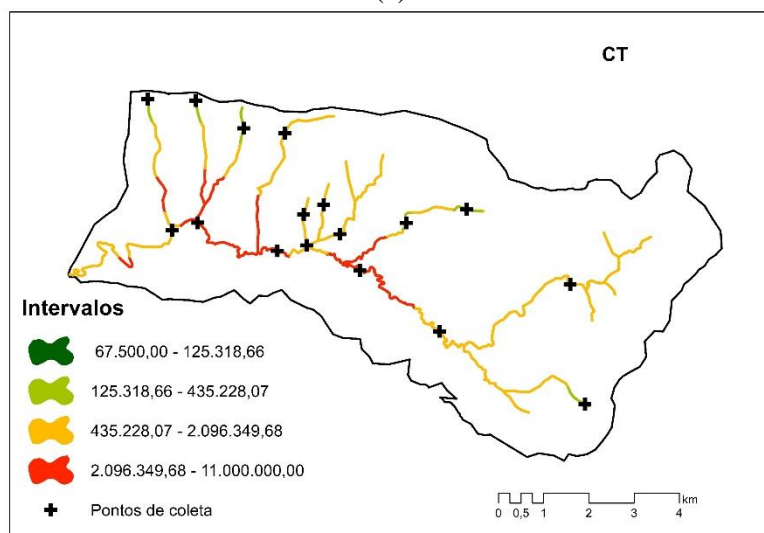 CT
Intervalos
67.500,00 - 125.318,66
125.318,66 - 435.228,07
435.228,07 - 2.096.349,68
2.096.349,68 - 11.000.000,00
Pontos de coleta
km
0 0,5 1 2 3 4